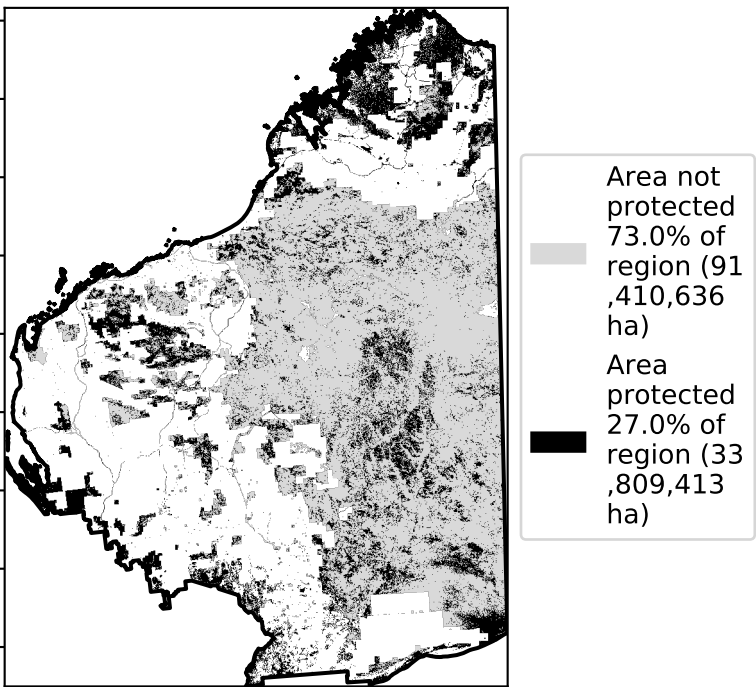 Area not
protected
73.0% of
region (91
,410,636
ha)
Area
protected
27.0% of
region (33
,809,413
ha)